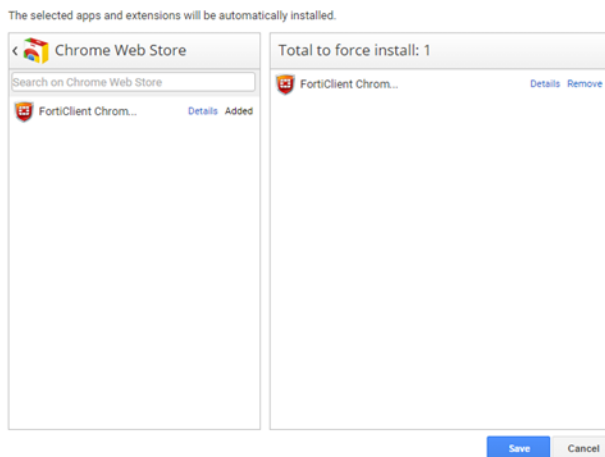 The selected apps and extensions will be automatically installed.
Chrome Web Store
Search on Chrome Web Store
FortiClient Chrom... Details Added
Total to force install: 1
FortiClient Chrom... Details Remove
Save Cancel